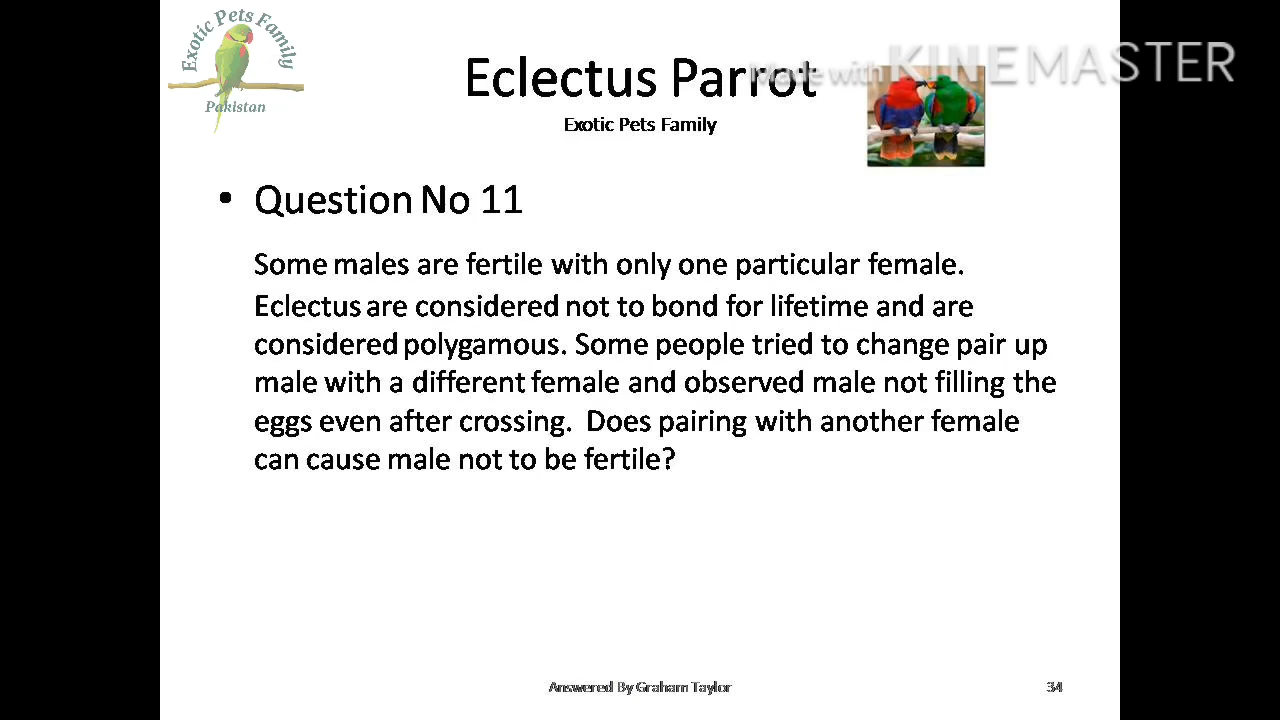 Exotic Pets Family
Pakistan
Made with KINEMASTER
Eclectus Parrot
Exotic Pets Family
• Question No 11
Some males are fertile with only one particular female.
Eclectus are considered not to bond for lifetime and are
considered polygamous. Some people tried to change pair up
male with a different female and observed male not filling the
eggs even after crossing. Does pairing with another female
can cause male not to be fertile?
Answered By Graham Taylor
34